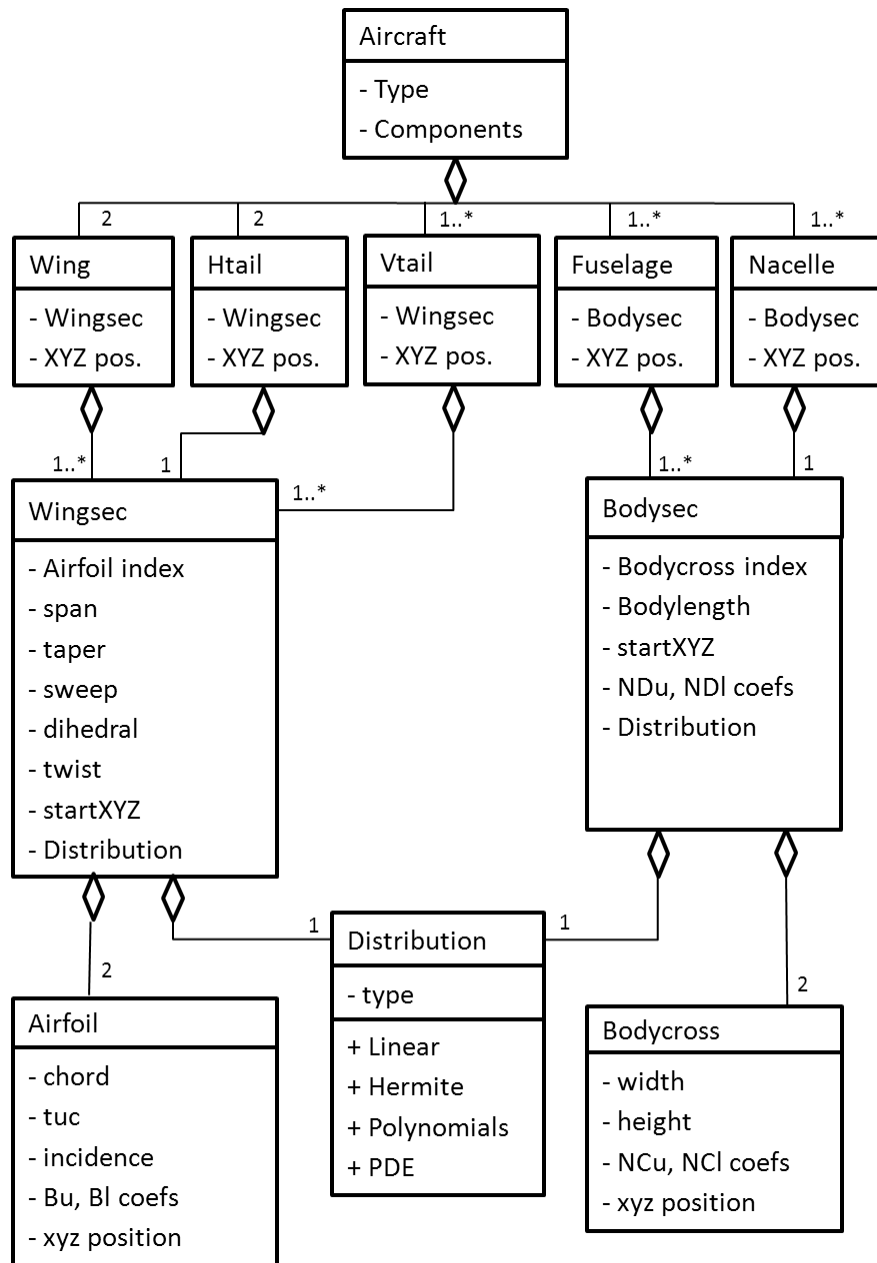 Aircraft
- Type
- Components
2
2
1..*
1..*
1..*
Wing
- Wingsec
- XYZ pos.
Htail
- Wingsec
- XYZ pos.
Vtail
- Wingsec
- XYZ pos.
Fuselage
- Bodysec
- XYZ pos.
Nacelle
- Bodysec
- XYZ pos.
1..*
1
1..*
1..*
1
Wingsec
- Airfoil index
- span
- taper
- sweep
- dihedral
- twist
- startXYZ
- Distribution
Bodysec
- Bodycross index
- Bodylength
- startXYZ
- NDu, NDl coefs
- Distribution
2
1
1
2
Airfoil
- chord
- tuc
- incidence
- Bu, Bl coefs
- xyz position
Distribution
- type
+ Linear
+ Hermite
+ Polynomials
+ PDE
Bodycross
- width
- height
- NCu, NCl coefs
- xyz position